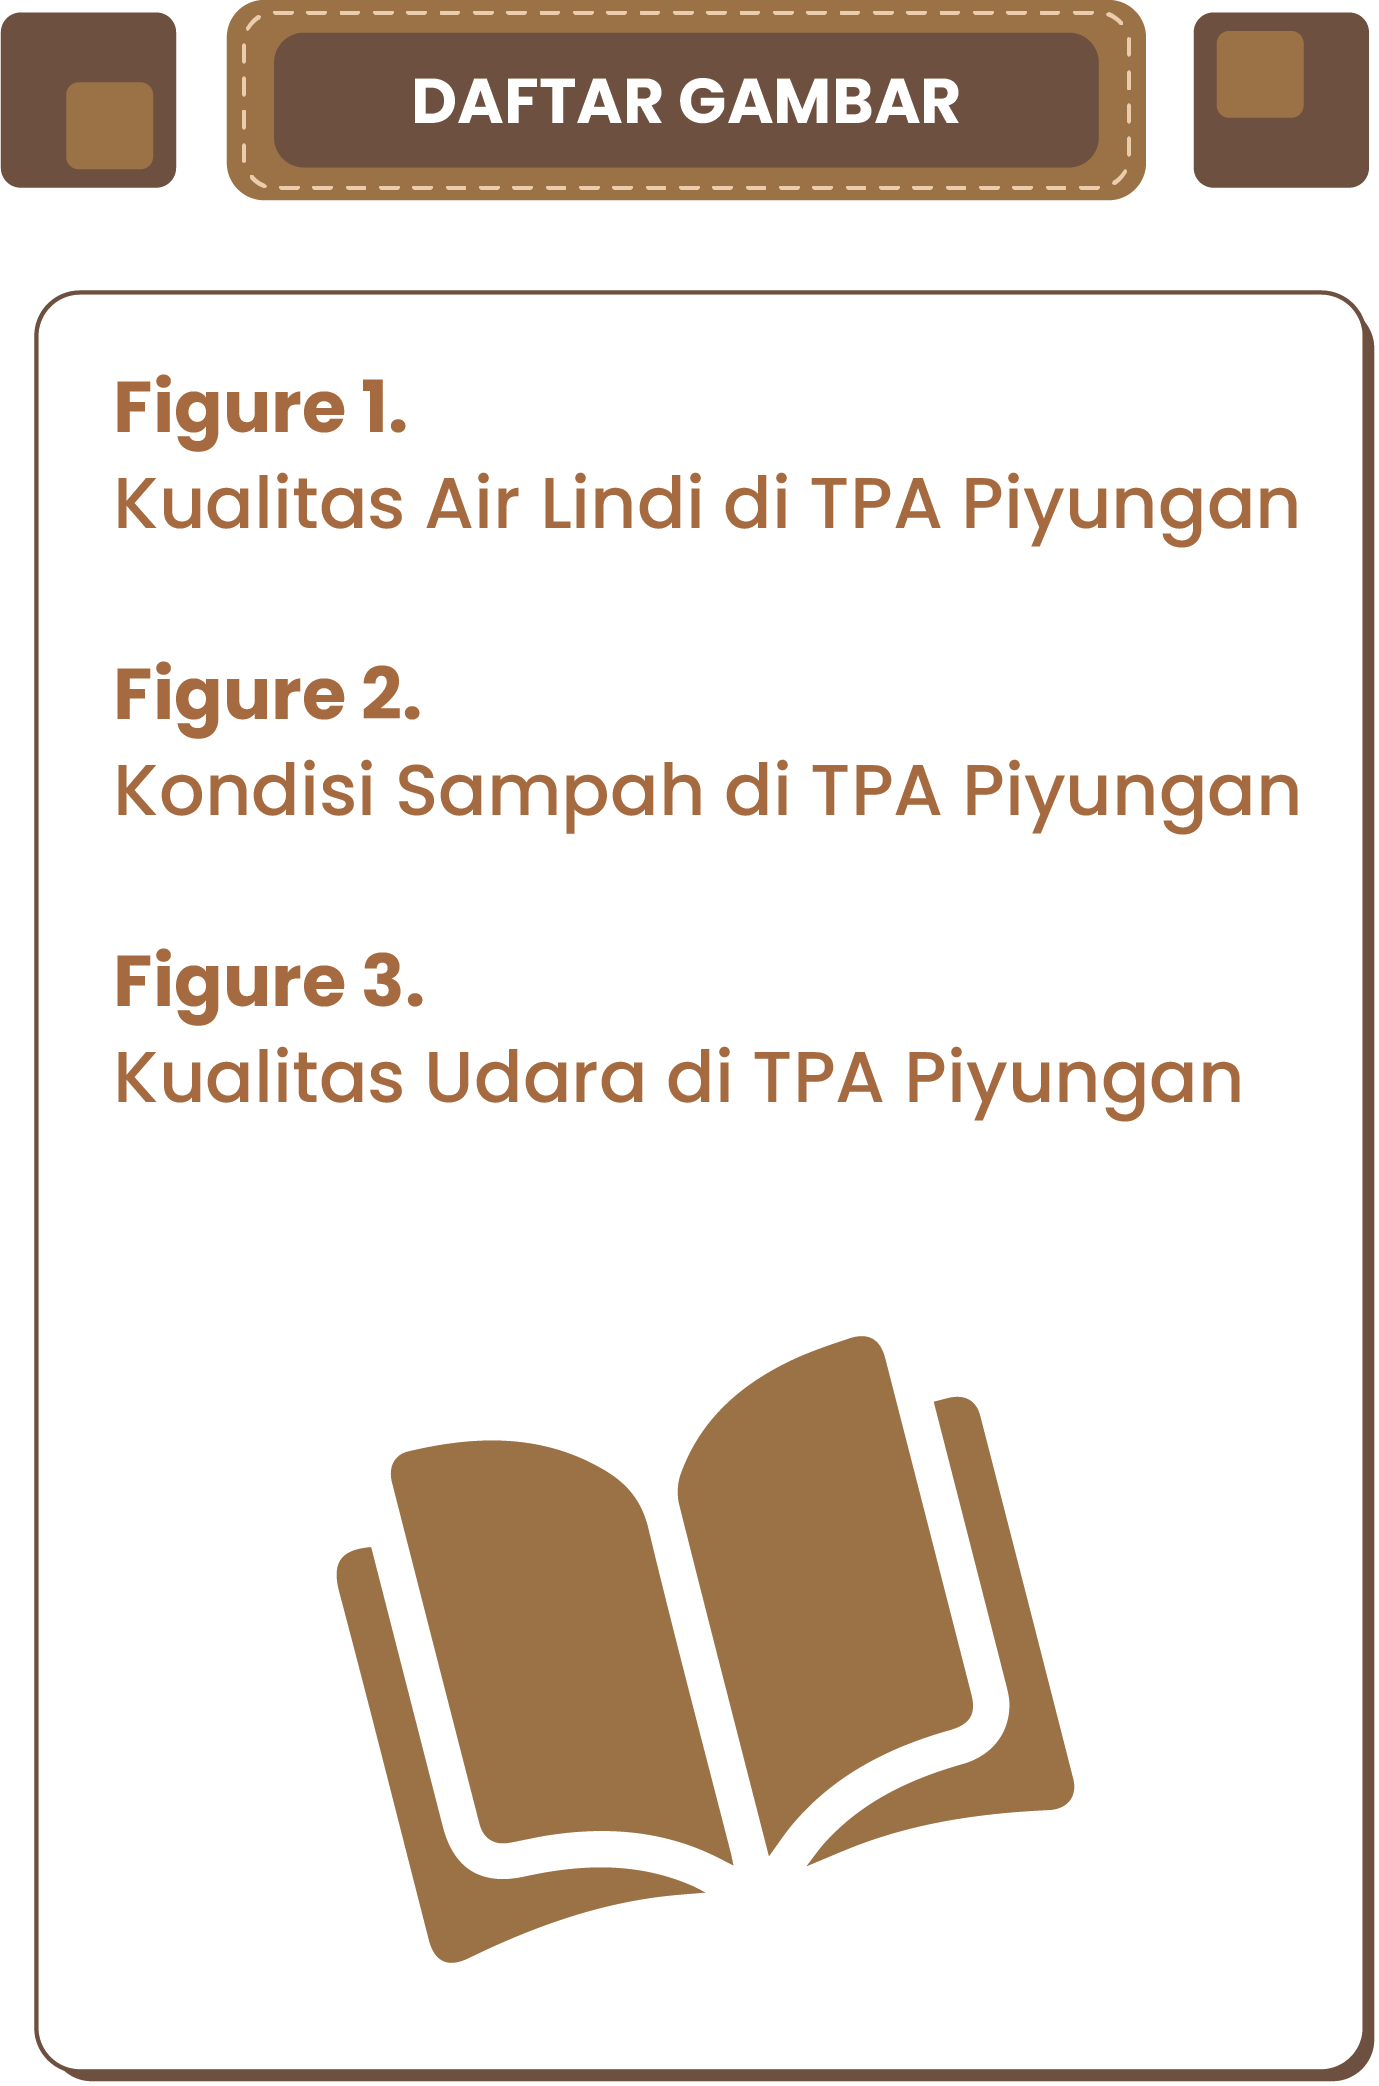 DAFTAR GAMBAR
Figure 1.
Kualitas Air Lindi di TPA Piyungan
Figure 2.
Kondisi Sampah di TPA Piyungan
Figure 3.
Kualitas Udara di TPA Piyungan